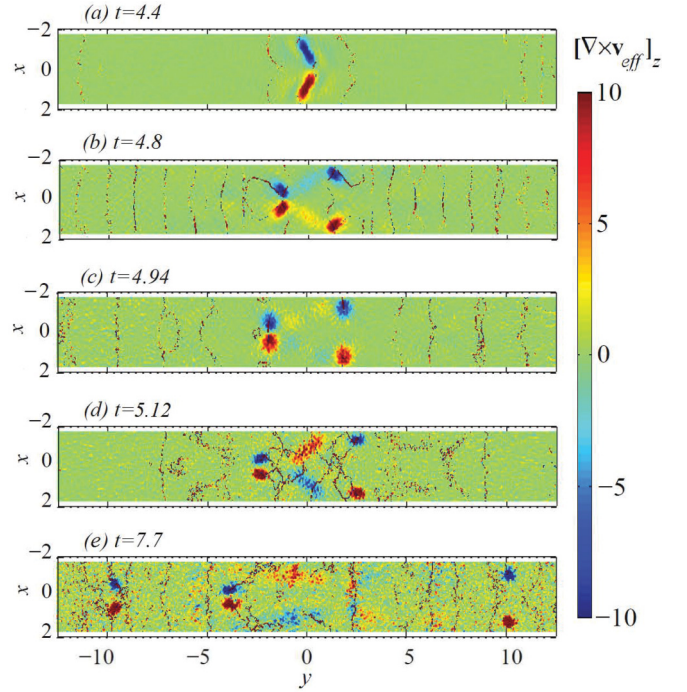 (a) t=4.4
−2
x 0
2
(b) t=4.8
−2
x 0
2
(c) t=4.94
−2
x 0
2
(d) t=5.12
−2
x 0
2
(e) t=7.7
−2
x 0
2
−10 −5 0 5 10
y
[∇×v_eff]_z
10
5
0
−5
−10